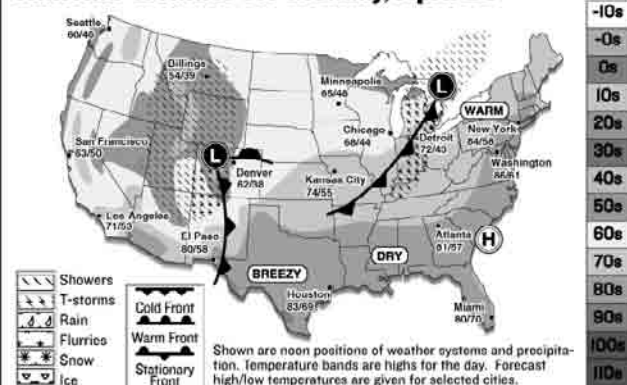 Seattle
60/46
Billings
54/39
Minneapolis
65/48
L
WARM
San Francisco
63/50
Chicago
68/44
Detroit
72/43
New York
84/58
L
Denver
62/38
Kansas City
74/55
Washington
86/61
Los Angeles
71/53
El Paso
80/58
Atlanta
81/57
H
DRY
BREEZY
Houston
83/69
Miami
80/70
Showers
T-storms
Rain
Flurries
Snow
Ice
Cold Front
Warm Front
Stationary
Front
Shown are noon positions of weather systems and precipita-
tion. Temperature bands are highs for the day. Forecast
high/low temperatures are given for selected cities.
-10s
-0s
0s
10s
20s
30s
40s
50s
60s
70s
80s
90s
100s
110s